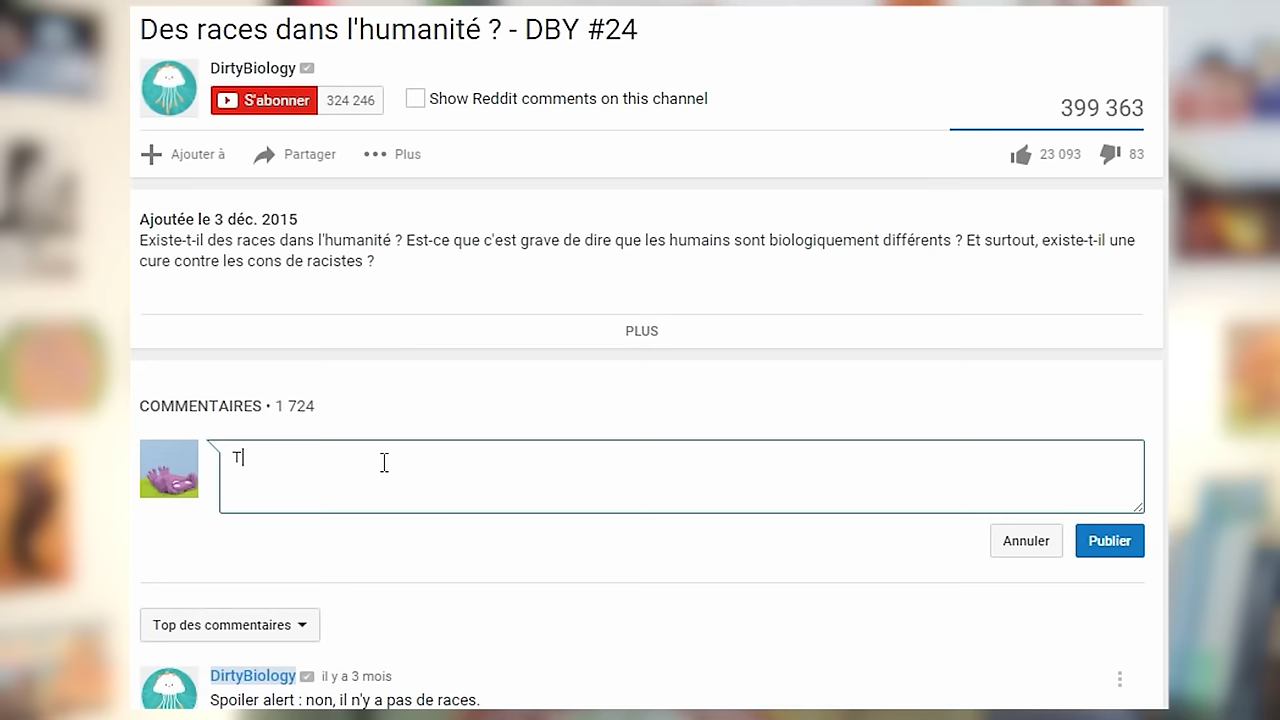 Des races dans l'humanité ? - DBY #24
DirtyBiology
S'abonner 324 246 Show Reddit comments on this channel
399 363
Ajouter à Partager Plus 23 093 83
Ajoutée le 3 déc. 2015
Existe-t-il des races dans l'humanité ? Est-ce que c'est grave de dire que les humains sont biologiquement différents ? Et surtout, existe-t-il une
cure contre les cons de racistes ?
PLUS
COMMENTAIRES • 1 724
T
Annuler Publier
Top des commentaires
DirtyBiology il y a 3 mois
Spoiler alert : non, il n'y a pas de races.